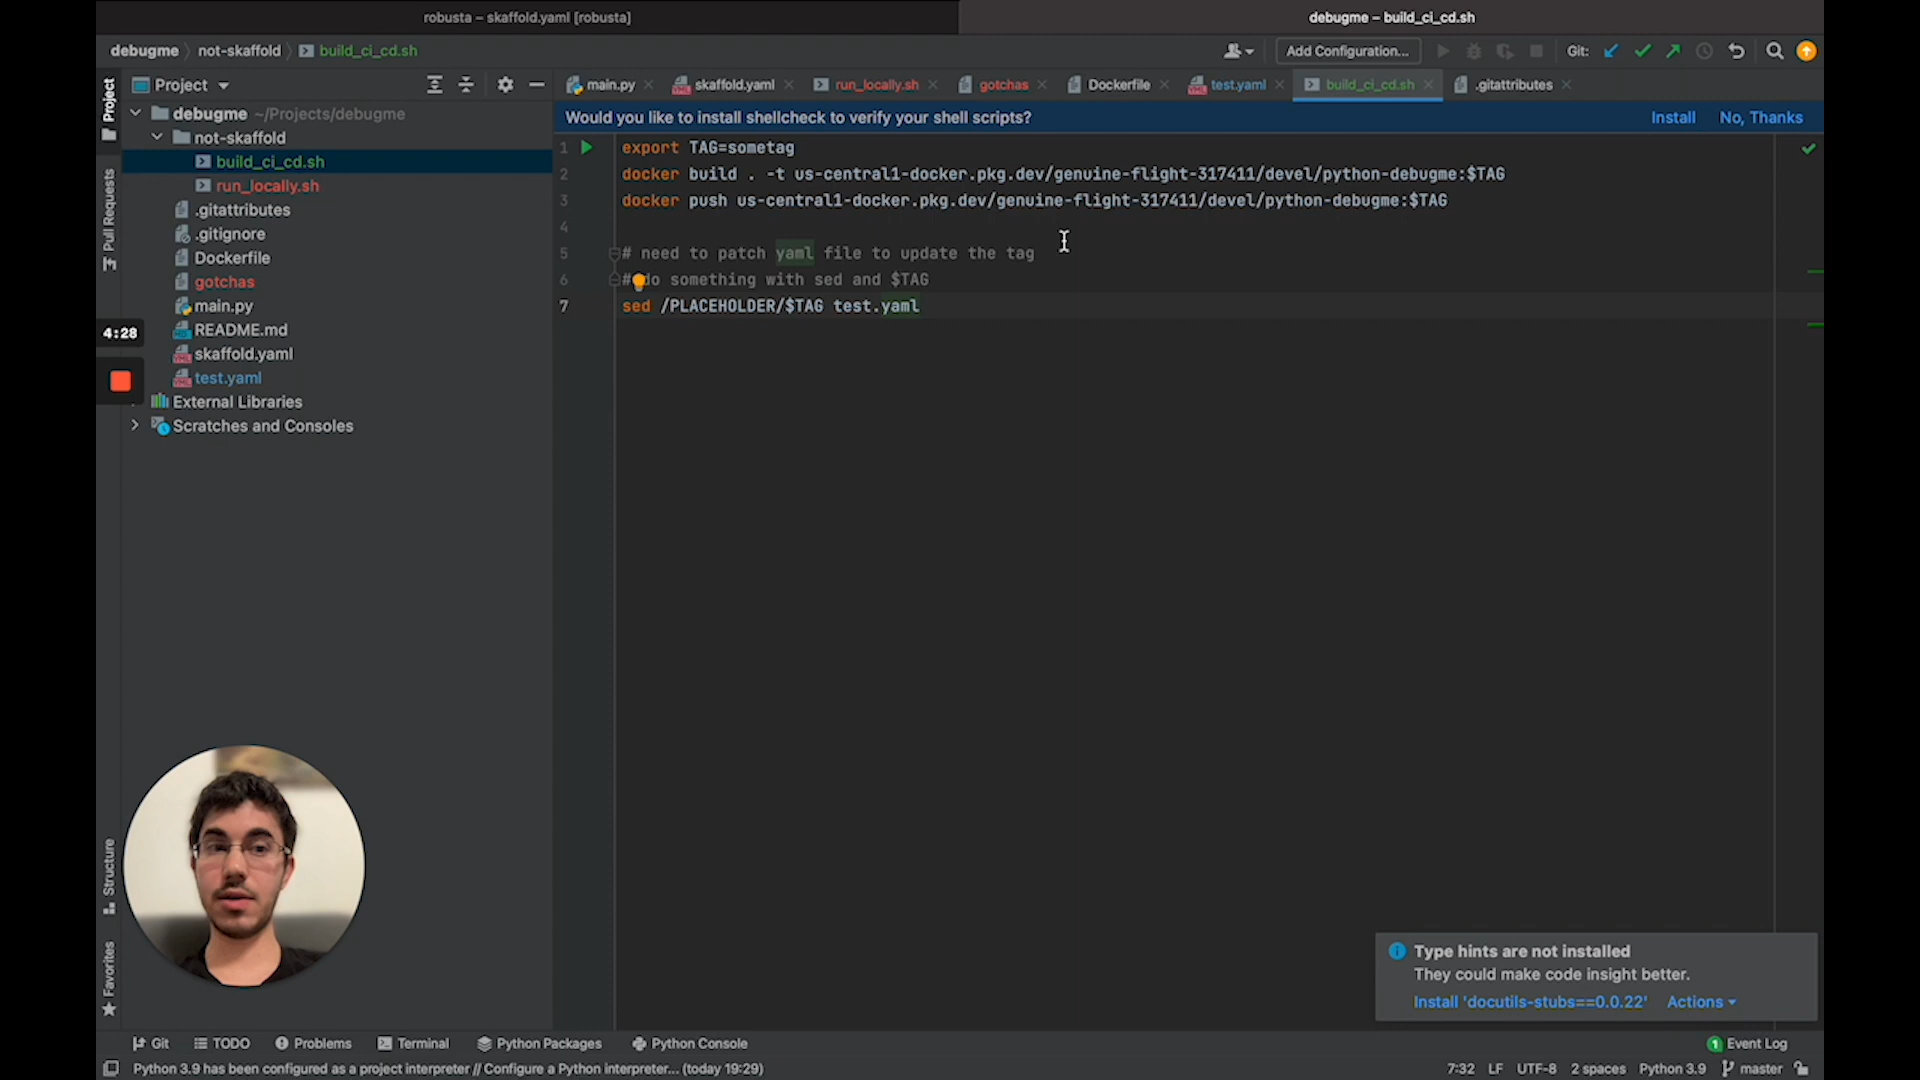 robusta – skaffold.yaml [robusta]
debugme – build_ci_cd.sh
debugme not-skaffold build_ci_cd.sh
Add Configuration...
Git:
Project
main.py
skaffold.yaml
run_locally.sh
gotchas
Dockerfile
test.yaml
build_ci_cd.sh
.gitattributes
Would you like to install shellcheck to verify your shell scripts?
Install
No, Thanks
Project
Pull Requests
Structure
Favorites
debugme ~/Projects/debugme
not-skaffold
build_ci_cd.sh
run_locally.sh
.gitattributes
.gitignore
Dockerfile
gotchas
main.py
README.md
skaffold.yaml
test.yaml
External Libraries
Scratches and Consoles
4:28
1 export TAG=sometag
2 docker build . -t us-central1-docker.pkg.dev/genuine-flight-317411/devel/python-debugme:$TAG
3 docker push us-central1-docker.pkg.dev/genuine-flight-317411/devel/python-debugme:$TAG
4
5 # need to patch yaml file to update the tag
6 # do something with sed and $TAG
7 sed /PLACEHOLDER/$TAG test.yaml
Type hints are not installed
They could make code insight better.
Install 'docutils-stubs==0.0.22'
Actions
Git
TODO
Problems
Terminal
Python Packages
Python Console
1 Event Log
Python 3.9 has been configured as a project interpreter // Configure a Python interpreter... (today 19:29)
7:32 LF UTF-8 2 spaces Python 3.9 master